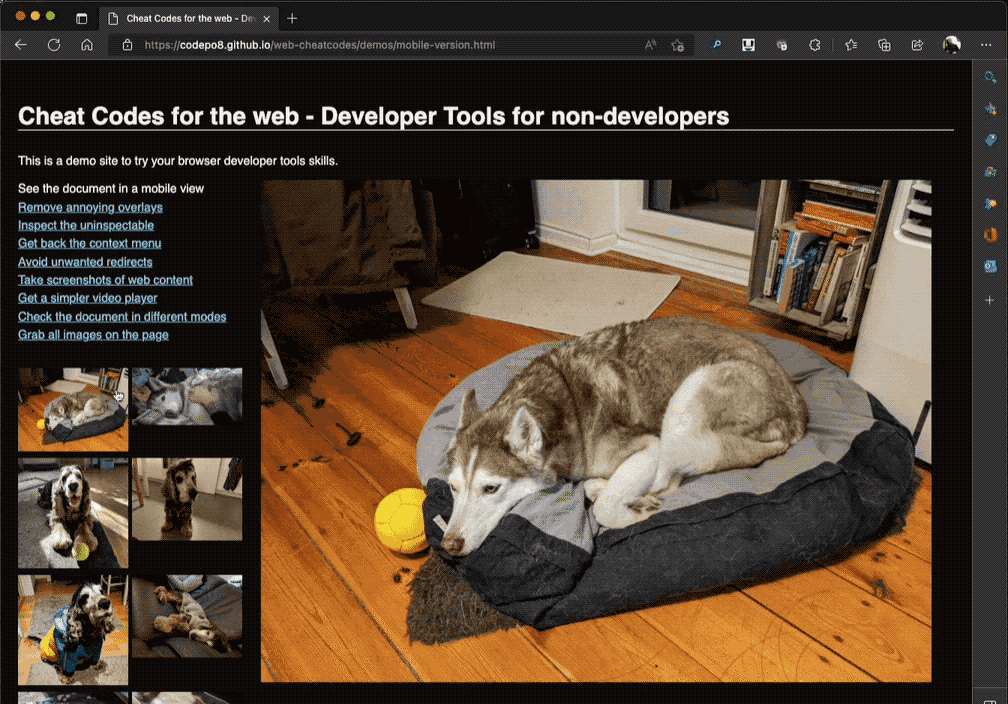 Cheat Codes for the web - De
https://codepo8.github.io/web-cheatcodes/demos/mobile-version.html
Cheat Codes for the web - Developer Tools for non-developers
This is a demo site to try your browser developer tools skills.
See the document in a mobile view
Remove annoying overlays
Inspect the uninspectable
Get back the context menu
Avoid unwanted redirects
Take screenshots of web content
Get a simpler video player
Check the document in different modes
Grab all images on the page